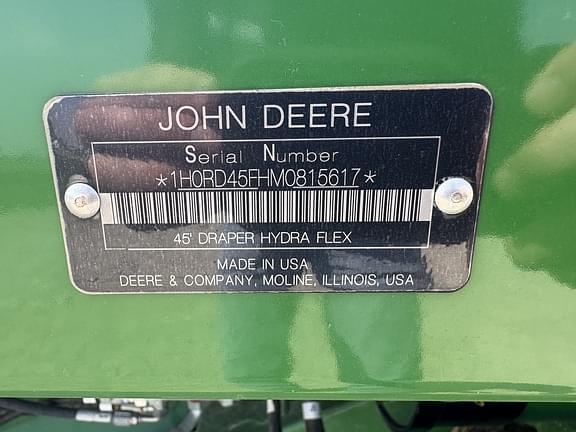 JOHN DEERE
Serial Number
*1H0RD45FHM0815617*
45' DRAPER HYDRA FLEX
MADE IN USA
DEERE & COMPANY, MOLINE, ILLINOIS, USA